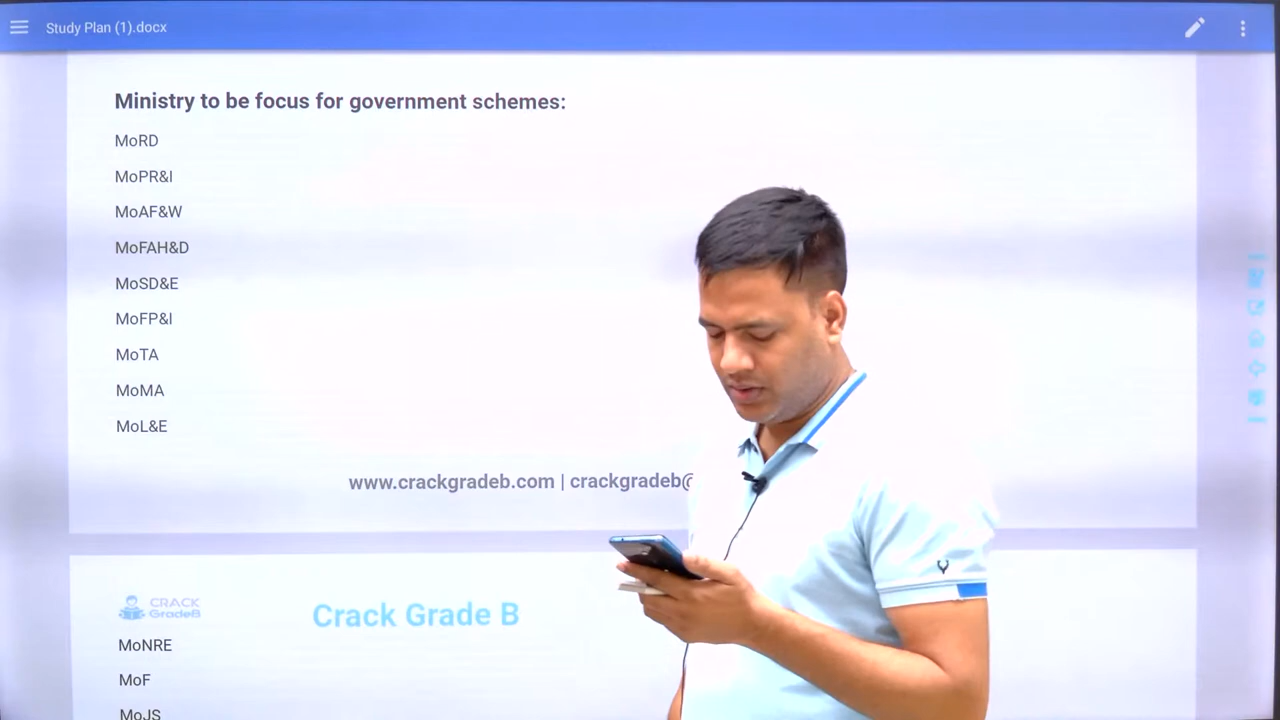 Study Plan (1).docx
Ministry to be focus for government schemes:
MoRD
MoPR&I
MoAF&W
MoFAH&D
MoSD&E
MoFP&I
MoTA
MoMA
MoL&E
www.crackgradeb.com | crackgradeb@
CRACK
GradeB
Crack Grade B
MoNRE
MoF
MoJS